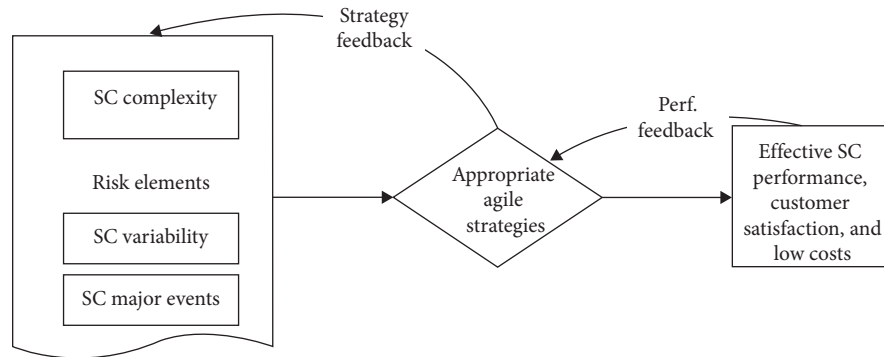 Strategy
feedback
SC complexity
Risk elements
SC variability
SC major events
Appropriate
agile
strategies
Perf.
feedback
Effective SC
performance,
customer
satisfaction, and
low costs